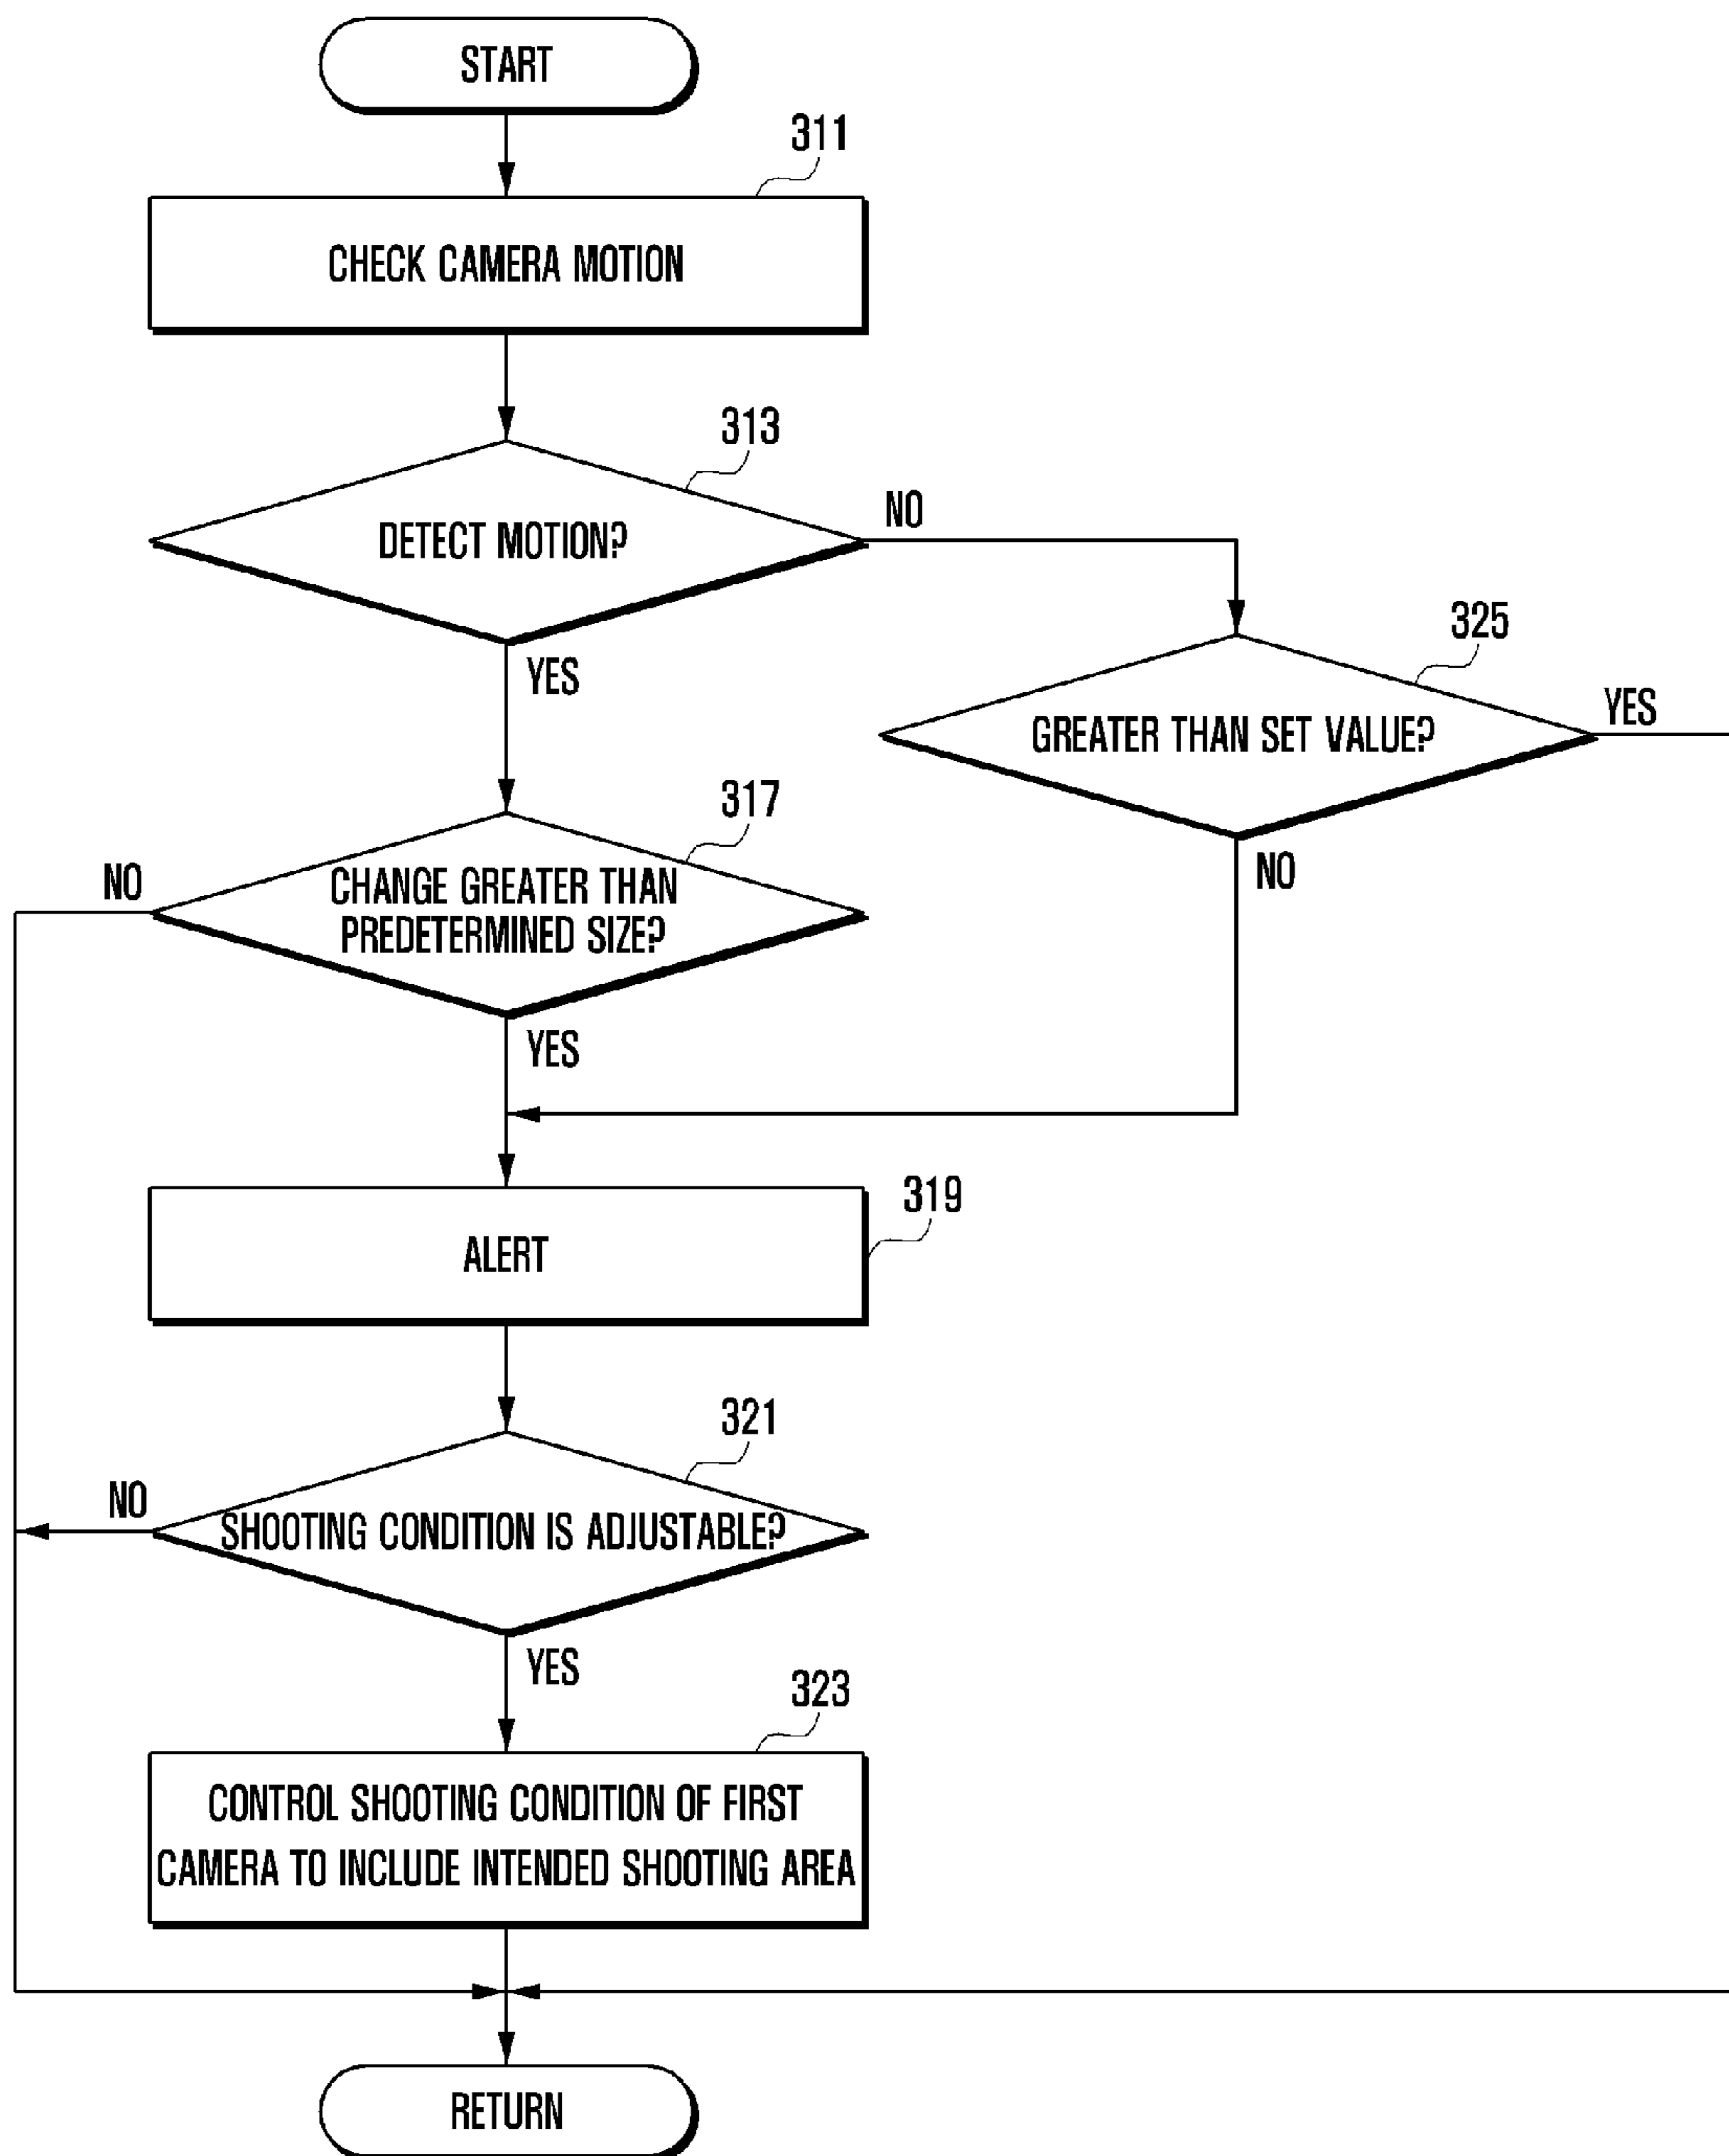 START
311
CHECK CAMERA MOTION
313
DETECT MOTION?
NO
YES
325
GREATER THAN SET VALUE?
YES
NO
317
CHANGE GREATER THAN
PREDETERMINED SIZE?
NO
YES
319
ALERT
321
SHOOTING CONDITION IS ADJUSTABLE?
NO
YES
323
CONTROL SHOOTING CONDITION OF FIRST
CAMERA TO INCLUDE INTENDED SHOOTING AREA
RETURN